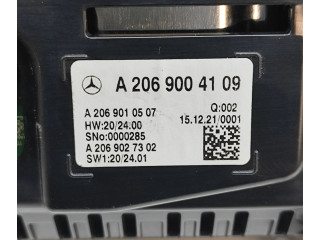 A 206 900 41 09
A 206 901 05 07 Q:002
HW:20/24.00 15.12.21/0001
SNo:0000285
A 206 902 73 02
SW1:20/24.01